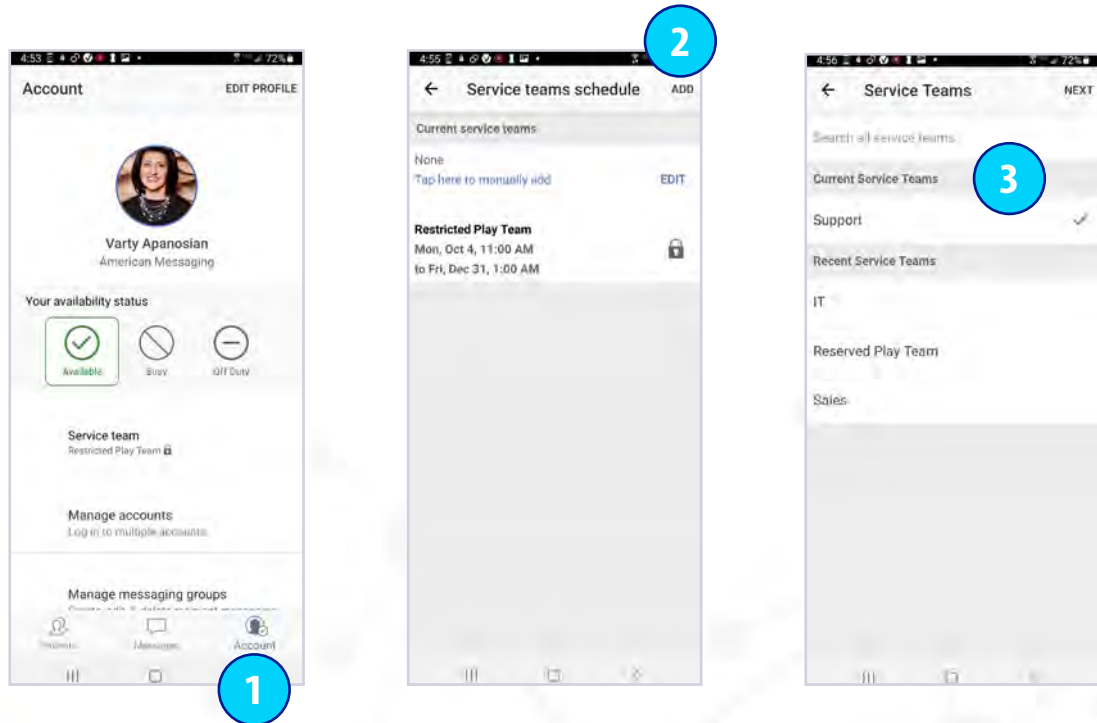 4:53 72%
Account EDIT PROFILE
Varty Apanosian
American Messaging
Your availability status
Available Busy Off Duty
Service team
Restricted Play Team
Manage accounts
Log in to multiple accounts
Manage messaging groups
Messages Account
1
4:55
2
Service teams schedule ADD
Current service teams
None
Tap here to manually add EDIT
Restricted Play Team
Mon, Oct 4, 11:00 AM
to Fri, Dec 31, 1:00 AM
4:56 72%
Service Teams NEXT
Search all service teams
Current Service Teams
3
Support
Recent Service Teams
IT
Reserved Play Team
Sales